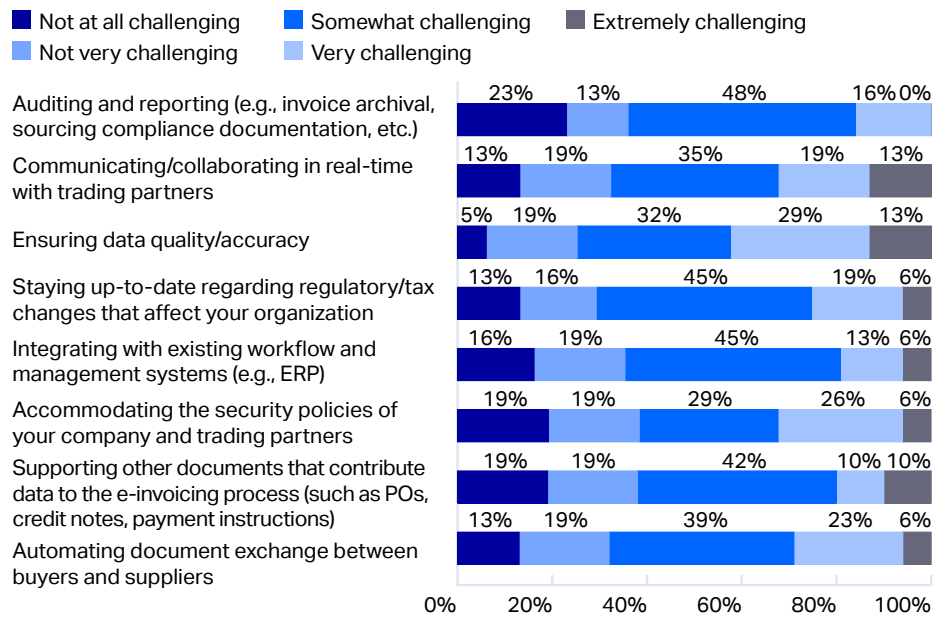 Not at all challenging
Somewhat challenging
Extremely challenging
Not very challenging
Very challenging
23% 13% 48% 16% 0%
Auditing and reporting (e.g., invoice archival,
sourcing compliance documentation, etc.)
13% 19% 35% 19% 13%
Communicating/collaborating in real-time
with trading partners
5% 19% 32% 29% 13%
Ensuring data quality/accuracy
13% 16% 45% 19% 6%
Staying up-to-date regarding regulatory/tax
changes that affect your organization
16% 19% 45% 13% 6%
Integrating with existing workflow and
management systems (e.g., ERP)
19% 19% 29% 26% 6%
Accommodating the security policies of
your company and trading partners
19% 19% 42% 10% 10%
Supporting other documents that contribute
data to the e-invoicing process (such as POs,
credit notes, payment instructions)
13% 19% 39% 23% 6%
Automating document exchange between
buyers and suppliers
0% 20% 40% 60% 80% 100%